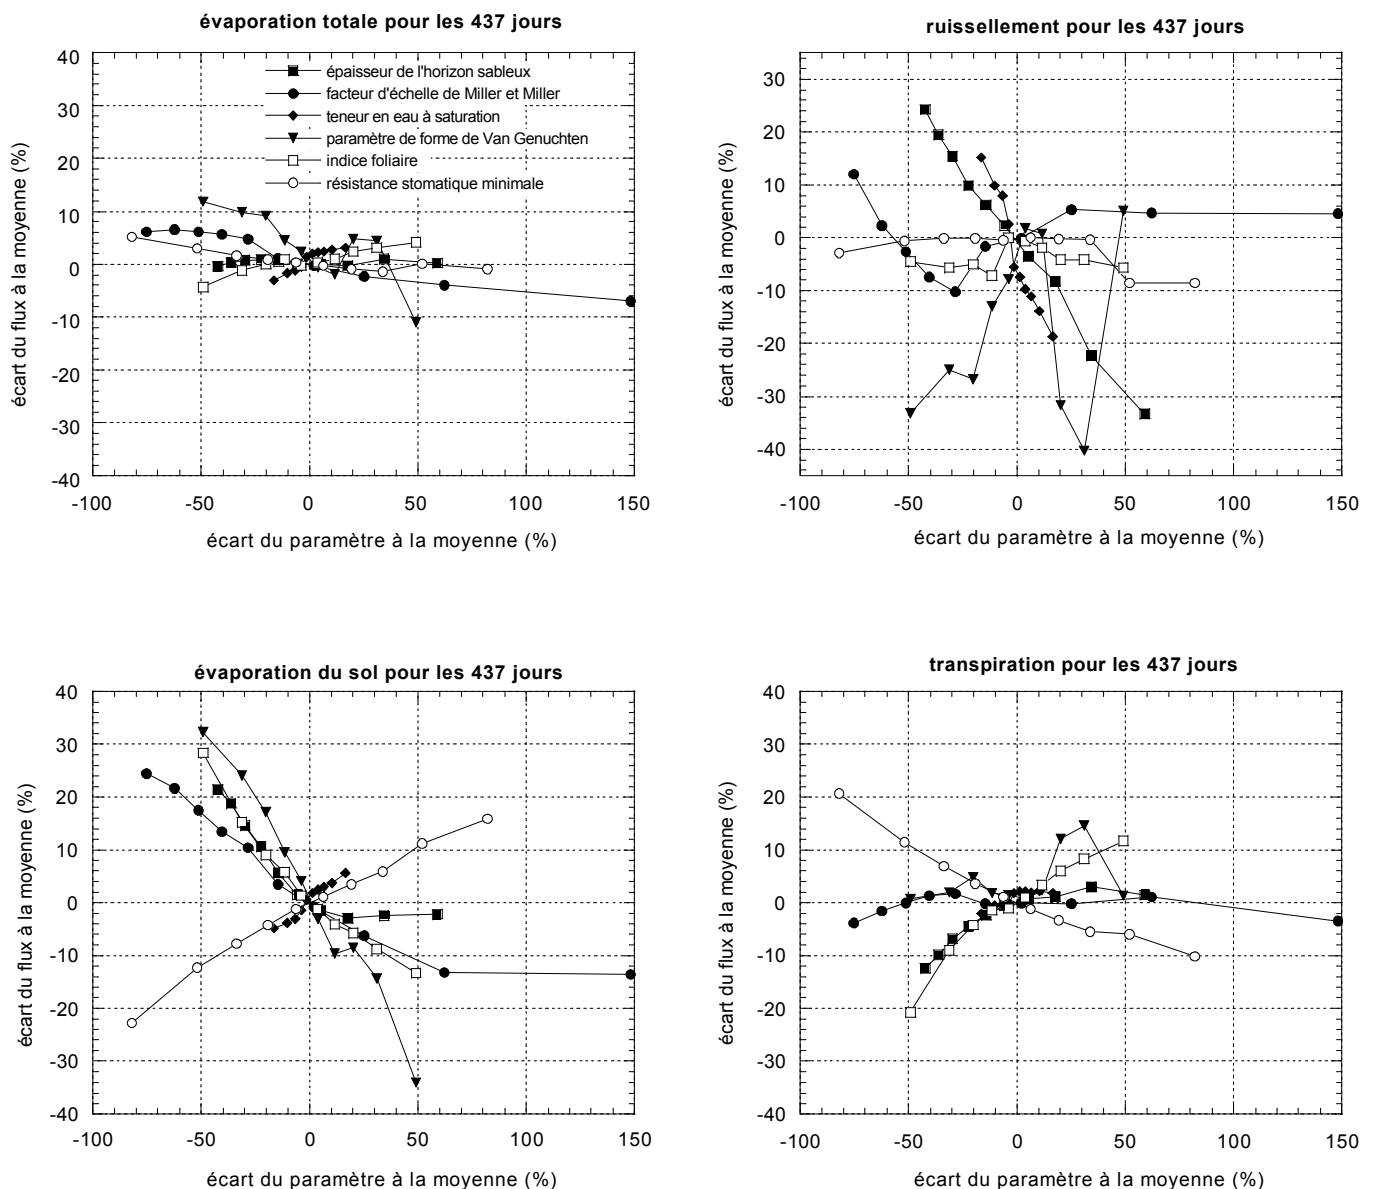 évaporation totale pour les 437 jours
40
30
20
10
0
-10
-20
-30
-40
écart du flux à la moyenne (%)
épaisseur de l'horizon sableux
facteur d'échelle de Miller et Miller
teneur en eau à saturation
paramètre de forme de Van Genuchten
indice foliaire
résistance stomatique minimale
-100 -50 0 50 100 150
écart du paramètre à la moyenne (%)
ruissellement pour les 437 jours
30
20
10
0
-10
-20
-30
-40
écart du flux à la moyenne (%)
-100 -50 0 50 100 150
écart du paramètre à la moyenne (%)
évaporation du sol pour les 437 jours
40
30
20
10
0
-10
-20
-30
-40
écart du flux à la moyenne (%)
-100 -50 0 50 100 150
écart du paramètre à la moyenne (%)
transpiration pour les 437 jours
40
30
20
10
0
-10
-20
-30
-40
écart du flux à la moyenne (%)
-100 -50 0 50 100 150
écart du paramètre à la moyenne (%)